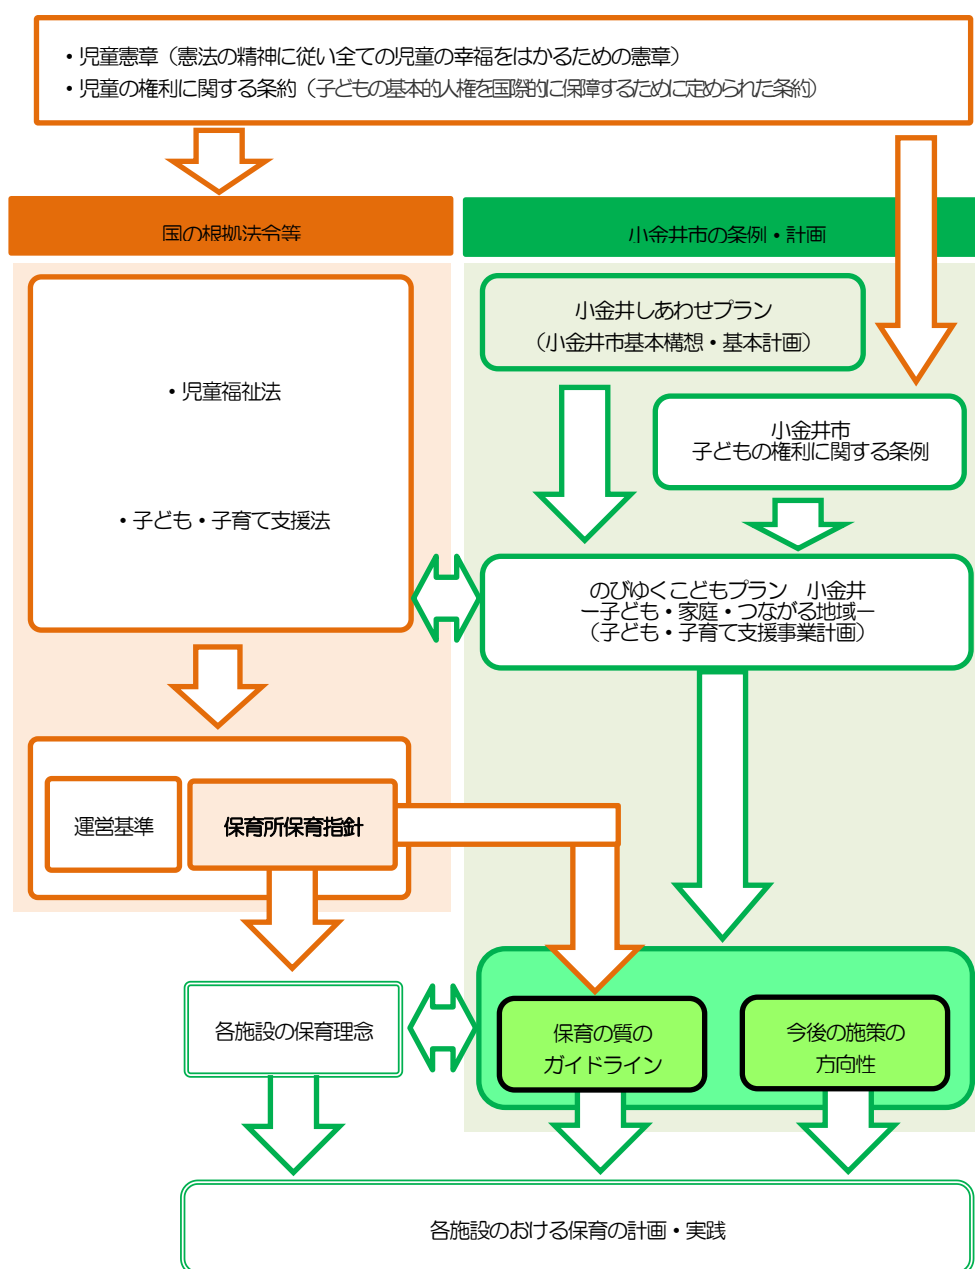 ・児童憲章（憲法の精神に従い全ての児童の幸福をはかるための憲章）
・児童の権利に関する条約（子どもの基本的人権を国際的に保障するために定められた条約）
国の根拠法令等
小金井市の条例・計画
・児童福祉法
・子ども・子育て支援法
小金井しあわせプラン
（小金井市基本構想・基本計画）
小金井市
子どもの権利に関する条例
のびゆくこどもプラン　小金井
ー子ども・家庭・つながる地域ー
（子ども・子育て支援事業計画）
運営基準
保育所保育指針
各施設の保育理念
保育の質の
ガイドライン
今後の施策の
方向性
各施設のおける保育の計画・実践